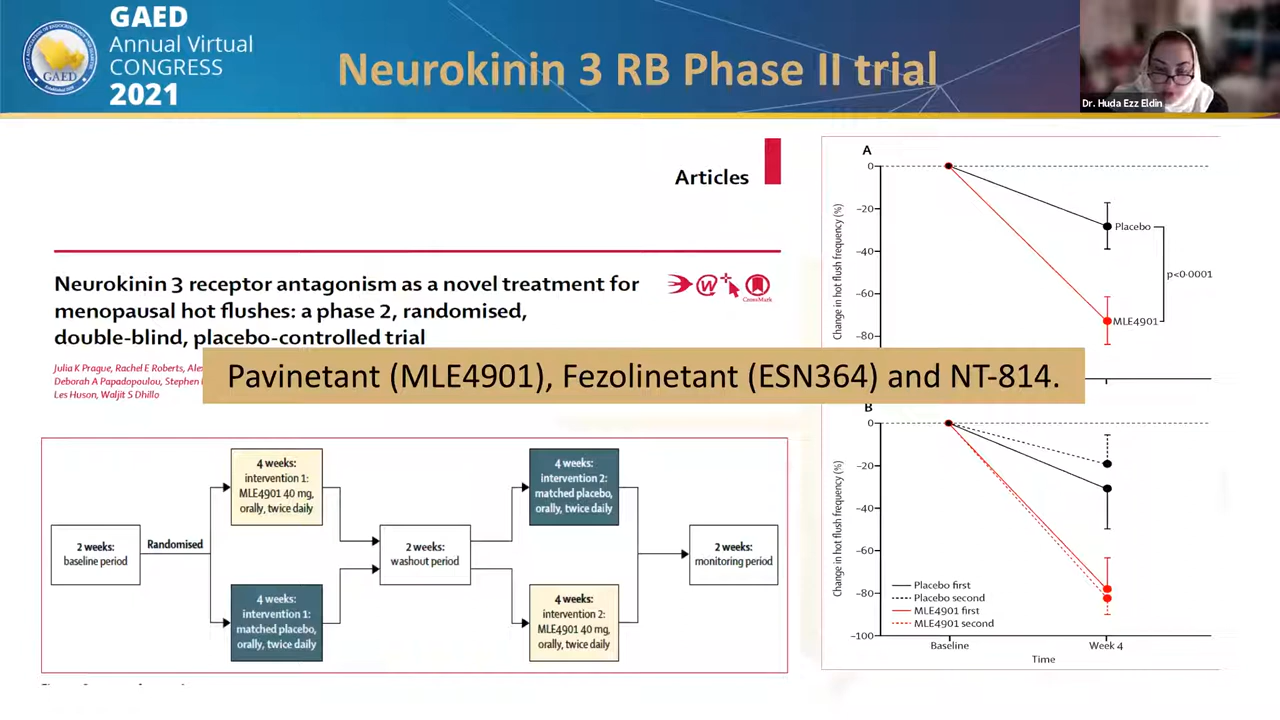 GAED
Annual Virtual
CONGRESS
2021
GAED
Neurokinin 3 RB Phase II trial
Dr. Huda Ezz Eldin
Articles
Neurokinin 3 receptor antagonism as a novel treatment for
menopausal hot flushes: a phase 2, randomised,
double-blind, placebo-controlled trial
CrossMark
Julia K Prague, Rachel E Roberts,
Deborah A Papadopoulou, Stephen
Les Huson, Waljit S Dhillo
Pavinetant (MLE4901), Fezolinetant (ESN364) and NT-814.
2 weeks:
baseline period
Randomised
4 weeks:
intervention 1:
MLE4901 40 mg,
orally, twice daily
4 weeks:
intervention 1:
matched placebo,
orally, twice daily
2 weeks:
washout period
4 weeks:
intervention 2:
matched placebo,
orally, twice daily
4 weeks:
intervention 2:
MLE4901 40 mg,
orally, twice daily
2 weeks:
monitoring period
A
Change in hot flush frequency (%)
0
–20
–40
–60
–80
Placebo
p<0·0001
MLE4901
B
Change in hot flush frequency (%)
0
–20
–40
–60
–80
–100
Placebo first
Placebo second
MLE4901 first
MLE4901 second
Baseline
Week 4
Time